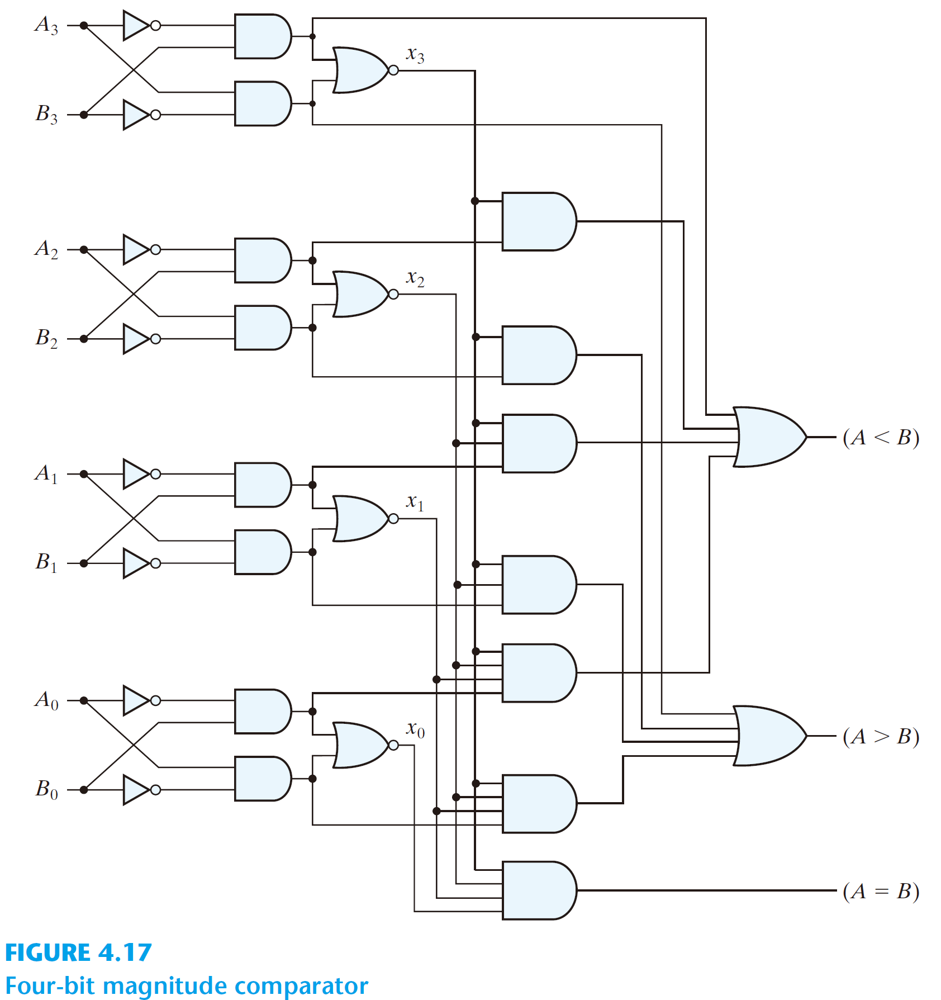 A₃
x₃
B₃
A₂
x₂
B₂
(A < B)
A₁
x₁
B₁
A₀
x₀
(A > B)
B₀
(A = B)
FIGURE 4.17
Four-bit magnitude comparator